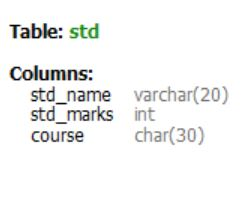 Table: std
Columns:
std_name varchar(20)
std_marks int
course char(30)